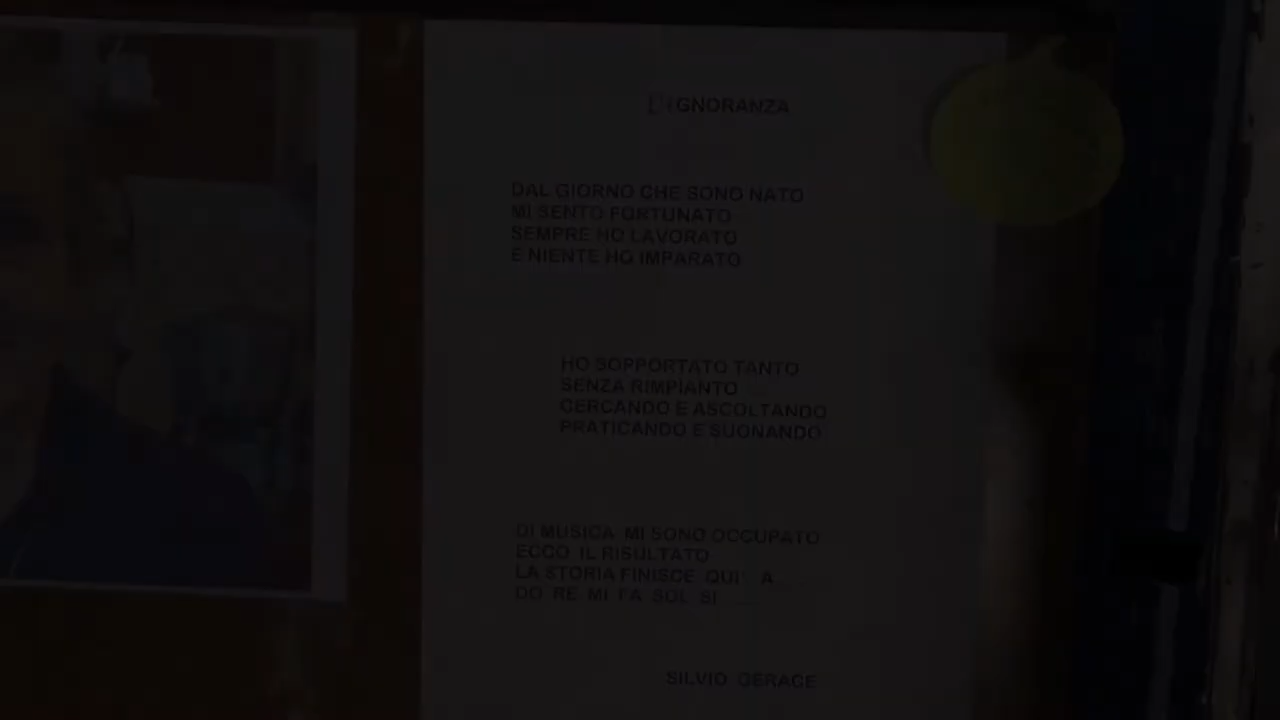 L'IGNORANZA
DAL GIORNO CHE SONO NATO
MI SENTO FORTUNATO
SEMPRE HO LAVORATO
E NIENTE HO IMPARATO
HO SOPPORTATO TANTO
SENZA RIMPIANTO
CERCANDO E ASCOLTANDO
PRATICANDO E SUONANDO
DI MUSICA MI SONO OCCUPATO
ECCO IL RISULTATO
LA STORIA FINISCE QUI A......
DO RE MI FA SOL SI .....
SILVIO GERACE